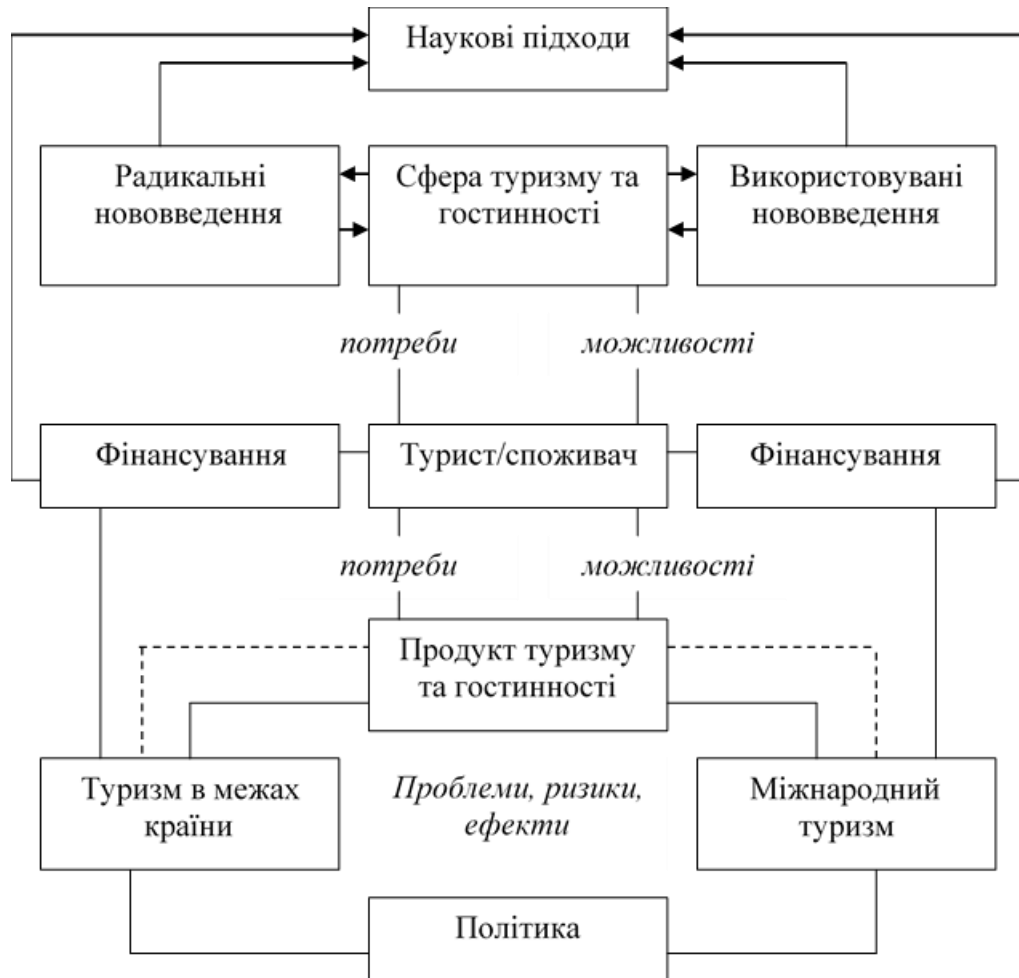 Наукові підходи
Радикальні
нововведення
Сфера туризму та
гостинності
Використовувані
нововведення
потреби
можливості
Фінансування
Турист/споживач
Фінансування
потреби
можливості
Продукт туризму
та гостинності
Туризм в межах
країни
Проблеми, ризики,
ефекти
Міжнародний
туризм
Політика